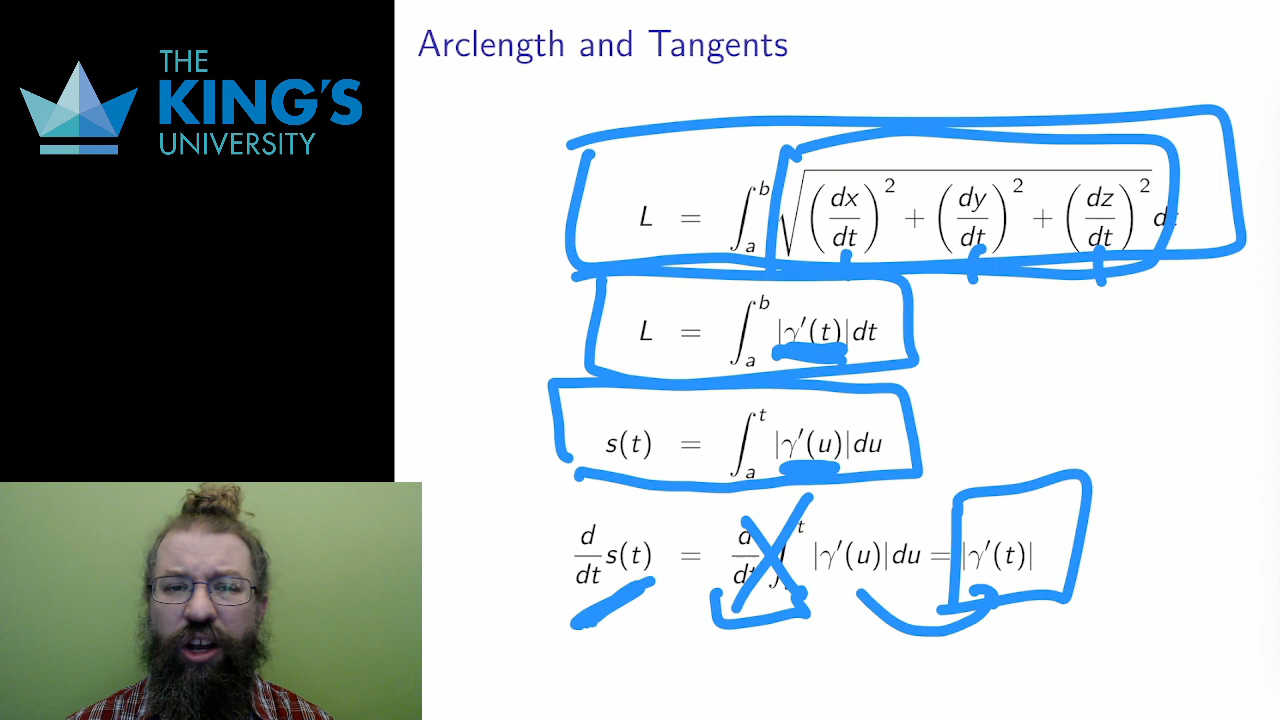 THE
KING'S
UNIVERSITY
Arclength and Tangents
L = ∫_a^b √((dx/dt)² + (dy/dt)² + (dz/dt)²) dt
L = ∫_a^b |γ′(t)|dt
s(t) = ∫_a^t |γ′(u)|du
d/dt s(t) = d/dt ∫_a^t |γ′(u)|du = |γ′(t)|